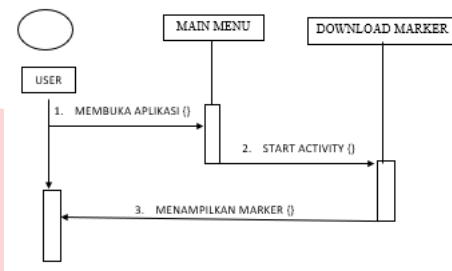 MAIN MENU
DOWNLOAD MARKER
USER
1. MEMBUKA APLIKASI {}
2. START ACTIVITY {}
3. MENAMPILKAN MARKER {}